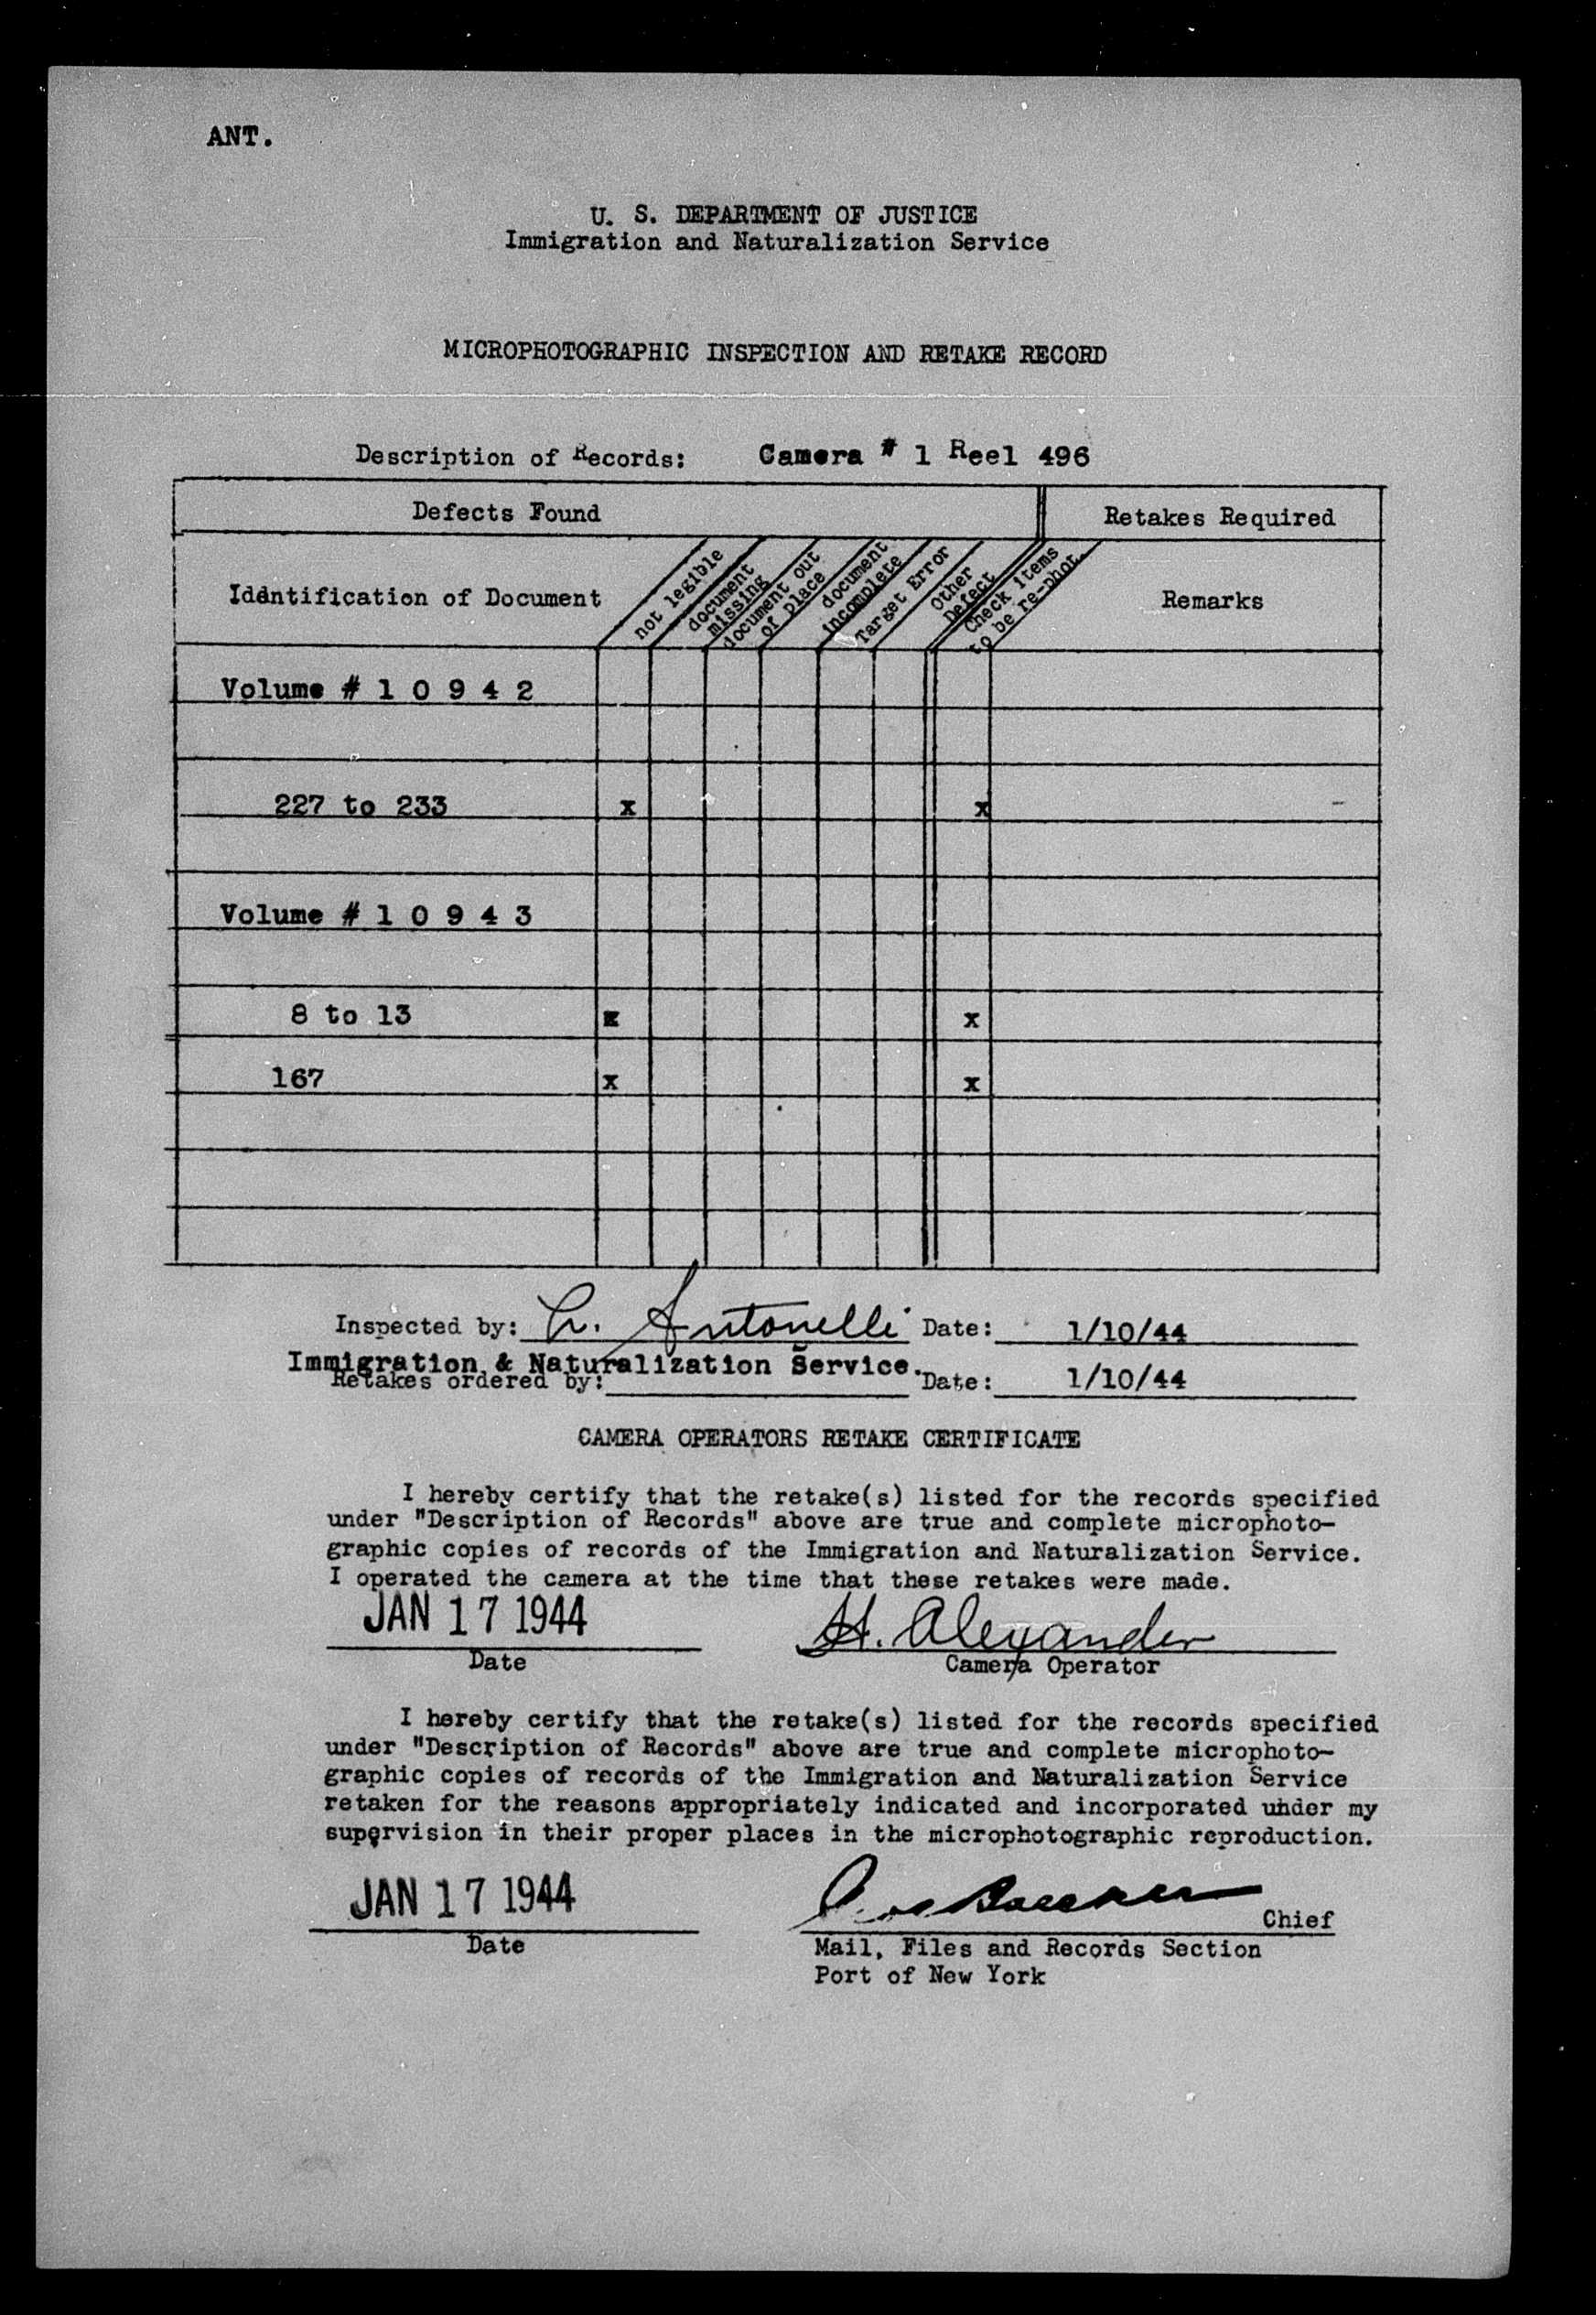 ANT.
U. S. DEPARTMENT OF JUSTICE
Immigration and Naturalization Service
MICROPHOTOGRAPHIC INSPECTION AND RETAKE RECORD
Description of Records: Camera # 1 Reel 496
Defects Found
Retakes Required
Identification of Document
not legible
document missing
document out of place
document incomplete
Target Error
Other Defect
Check items to be re-phot.
Remarks
Volume # 1 0 9 4 2
227 to 233 x x
Volume # 1 0 9 4 3
8 to 13 x x
167 x x
Inspected by: Antonelli Date: 1/10/44
Immigration & Naturalization Service.
Retakes ordered by: Date: 1/10/44
CAMERA OPERATORS RETAKE CERTIFICATE
I hereby certify that the retake(s) listed for the records specified
under "Description of Records" above are true and complete microphoto-
graphic copies of records of the Immigration and Naturalization Service.
I operated the camera at the time that these retakes were made.
JAN 17 1944 H. Alexander
Date Camera Operator
I hereby certify that the retake(s) listed for the records specified
under "Description of Records" above are true and complete microphoto-
graphic copies of records of the Immigration and Naturalization Service
retaken for the reasons appropriately indicated and incorporated under my
supervision in their proper places in the microphotographic reproduction.
JAN 17 1944 Chief
Date Mail, Files and Records Section
Port of New York